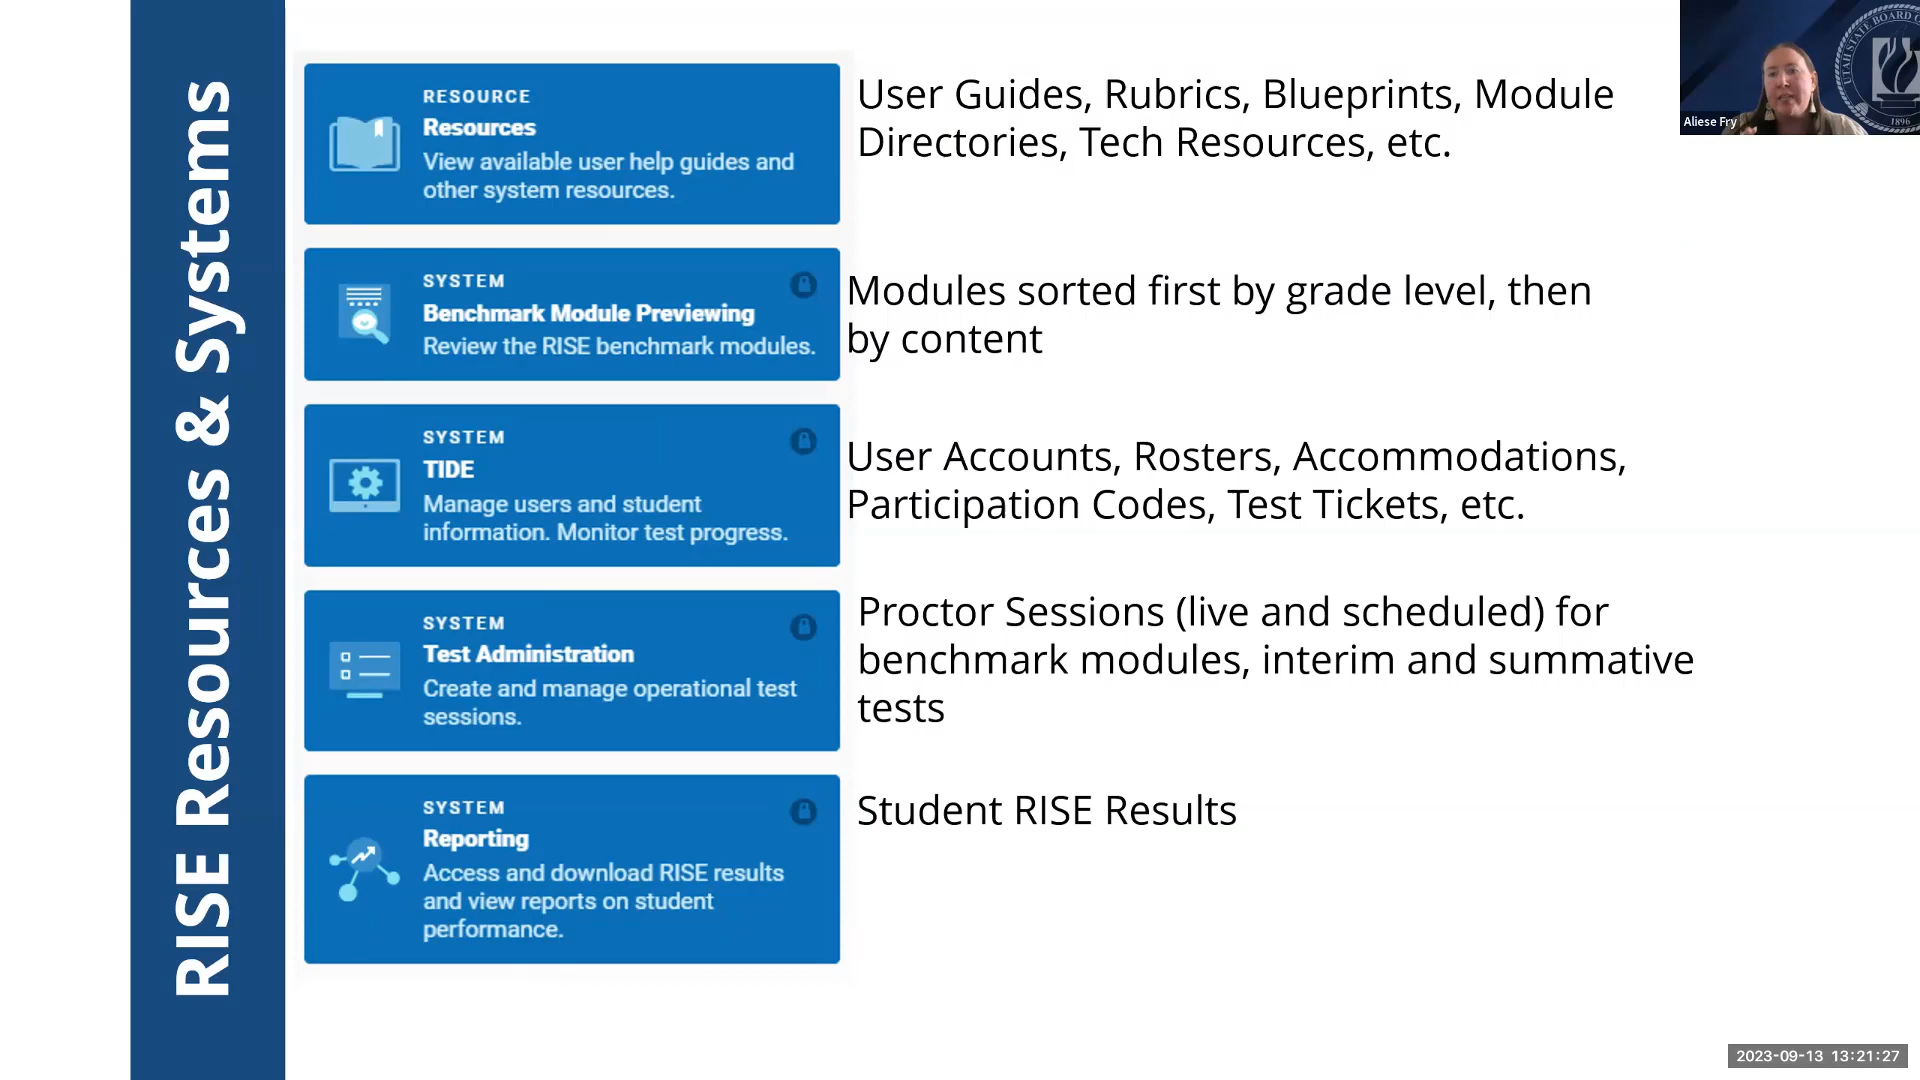 RISE Resources & Systems
RESOURCE
Resources
View available user help guides and
other system resources.
User Guides, Rubrics, Blueprints, Module
Directories, Tech Resources, etc.
SYSTEM
Benchmark Module Previewing
Review the RISE benchmark modules.
Modules sorted first by grade level, then
by content
SYSTEM
TIDE
Manage users and student
information. Monitor test progress.
User Accounts, Rosters, Accommodations,
Participation Codes, Test Tickets, etc.
SYSTEM
Test Administration
Create and manage operational test
sessions.
Proctor Sessions (live and scheduled) for
benchmark modules, interim and summative
tests
SYSTEM
Reporting
Access and download RISE results
and view reports on student
performance.
Student RISE Results
UTAH STATE BOARD
1896
Aliese Fry
2023-09-13 13:21:27